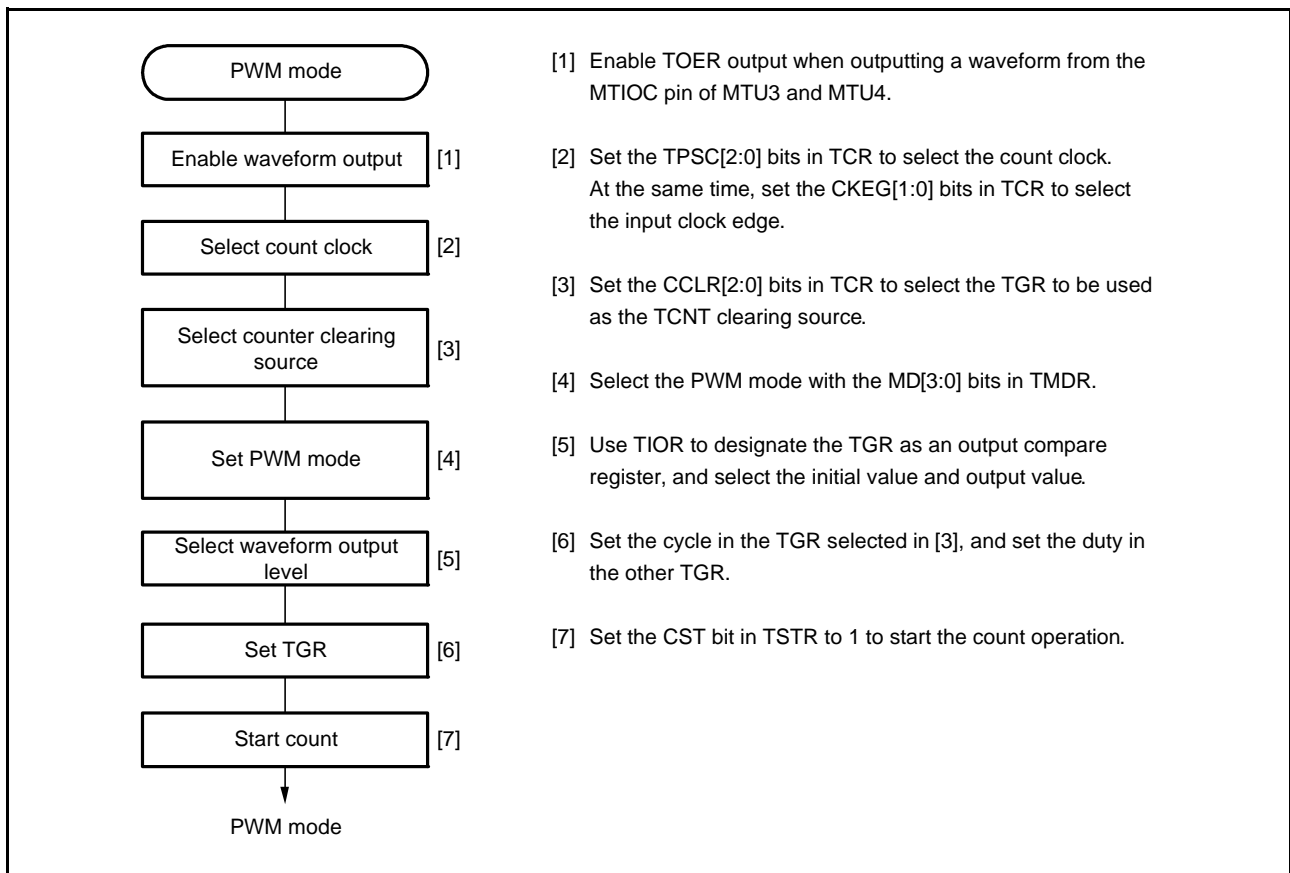 PWM mode
Enable waveform output [1]
Select count clock [2]
Select counter clearing
source
[3]
Set PWM mode [4]
Select waveform output
level
[5]
Set TGR [6]
Start count [7]
PWM mode
[1] Enable TOER output when outputting a waveform from the
MTIOC pin of MTU3 and MTU4.
[2] Set the TPSC[2:0] bits in TCR to select the count clock.
At the same time, set the CKEG[1:0] bits in TCR to select
the input clock edge.
[3] Set the CCLR[2:0] bits in TCR to select the TGR to be used
as the TCNT clearing source.
[4] Select the PWM mode with the MD[3:0] bits in TMDR.
[5] Use TIOR to designate the TGR as an output compare
register, and select the initial value and output value.
[6] Set the cycle in the TGR selected in [3], and set the duty in
the other TGR.
[7] Set the CST bit in TSTR to 1 to start the count operation.